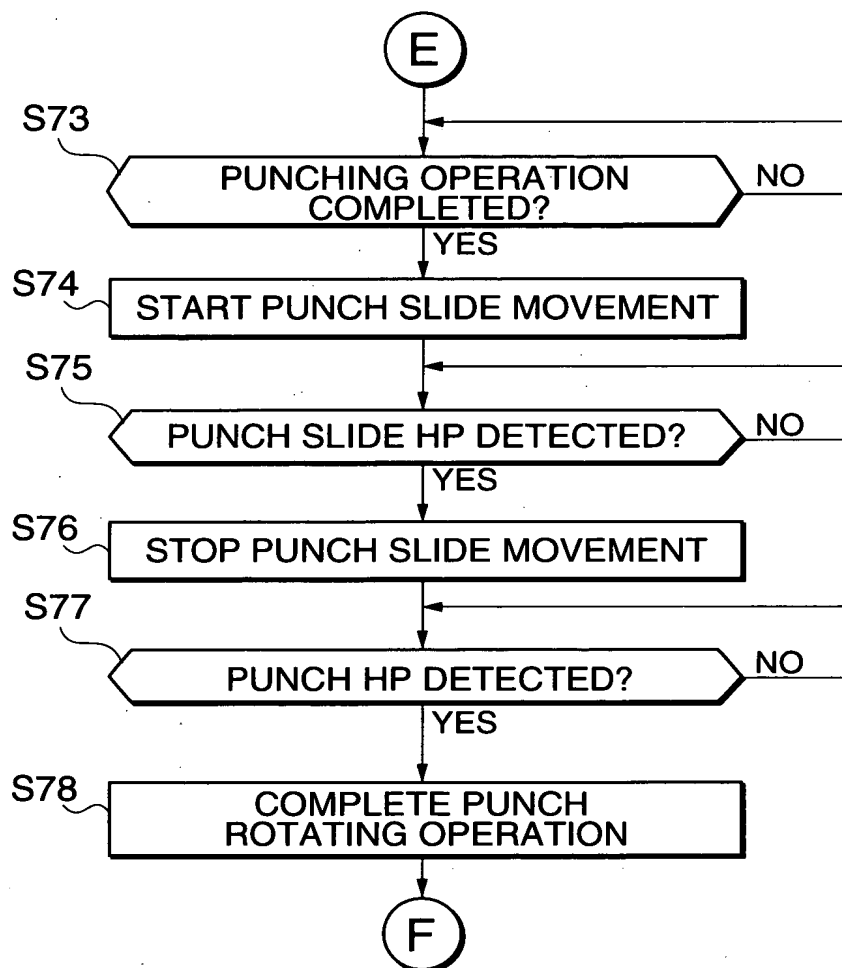 E
S73
PUNCHING OPERATION
COMPLETED?
NO
YES
S74
START PUNCH SLIDE MOVEMENT
S75
PUNCH SLIDE HP DETECTED?
NO
YES
S76
STOP PUNCH SLIDE MOVEMENT
S77
PUNCH HP DETECTED?
NO
YES
S78
COMPLETE PUNCH
ROTATING OPERATION
F